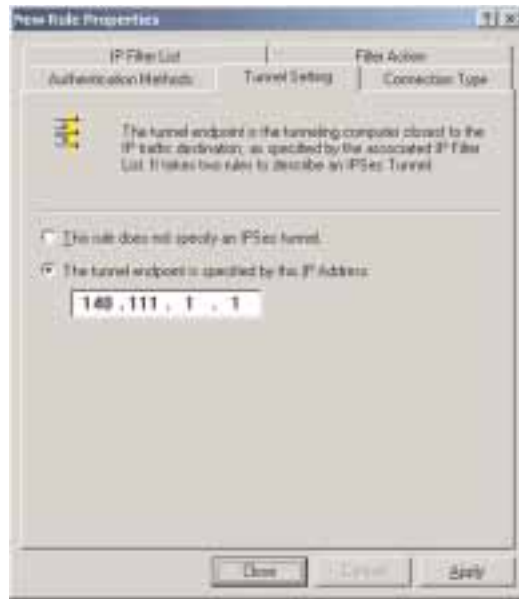 New Rule Properties
IP Filter List
Filter Action
Authentication Methods
Tunnel Setting
Connection Type
The tunnel endpoint is the tunneling computer closest to the
IP traffic destination, as specified by the associated IP Filter
List. It takes two rules to describe an IPSec Tunnel.
This rule does not specify an IPSec tunnel.
The tunnel endpoint is specified by this IP Address:
140 . 111 . 1 . 1
Close
Cancel
Apply